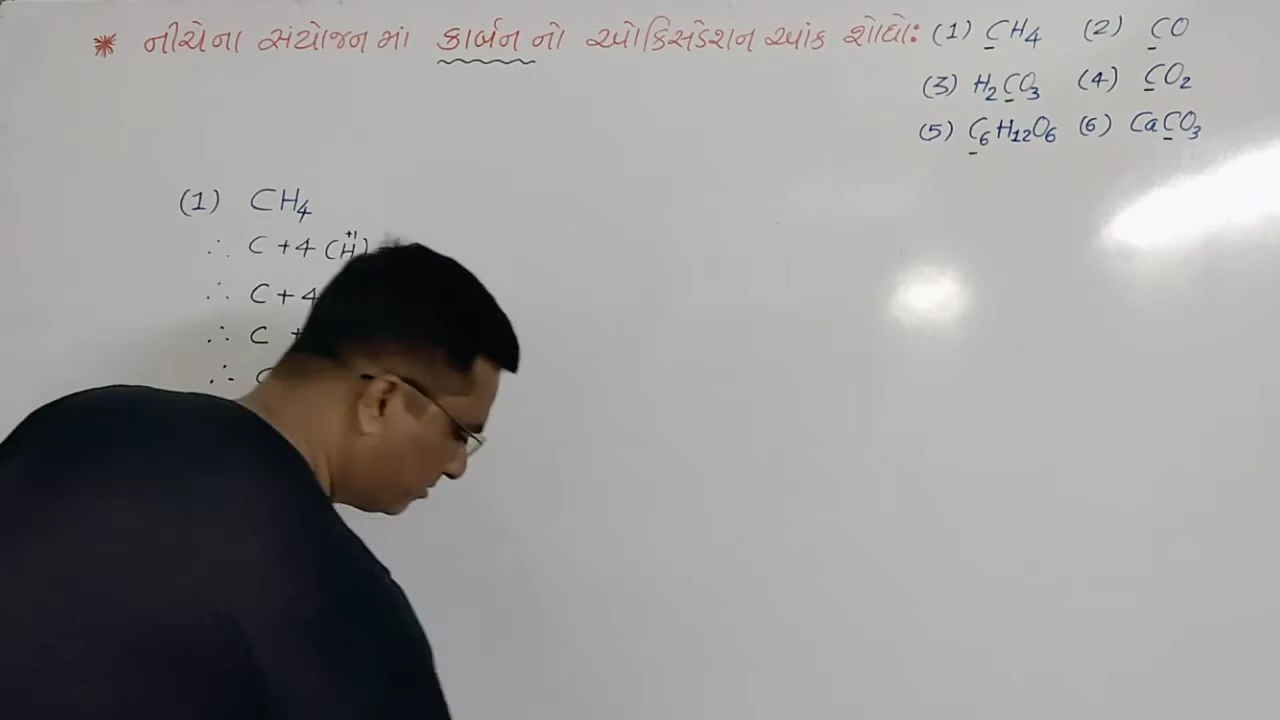 * નીચેના સંયોજનમાં કાર્બનનો ઓક્સિડેશન આંક શોધો: (1) CH₄ (2) CO
(3) H₂CO₃ (4) CO₂
(5) C₆H₁₂O₆ (6) CaCO₃
(1) CH₄
∴ C + 4 (H⁺¹)
∴ C + 4
∴ C +
∴